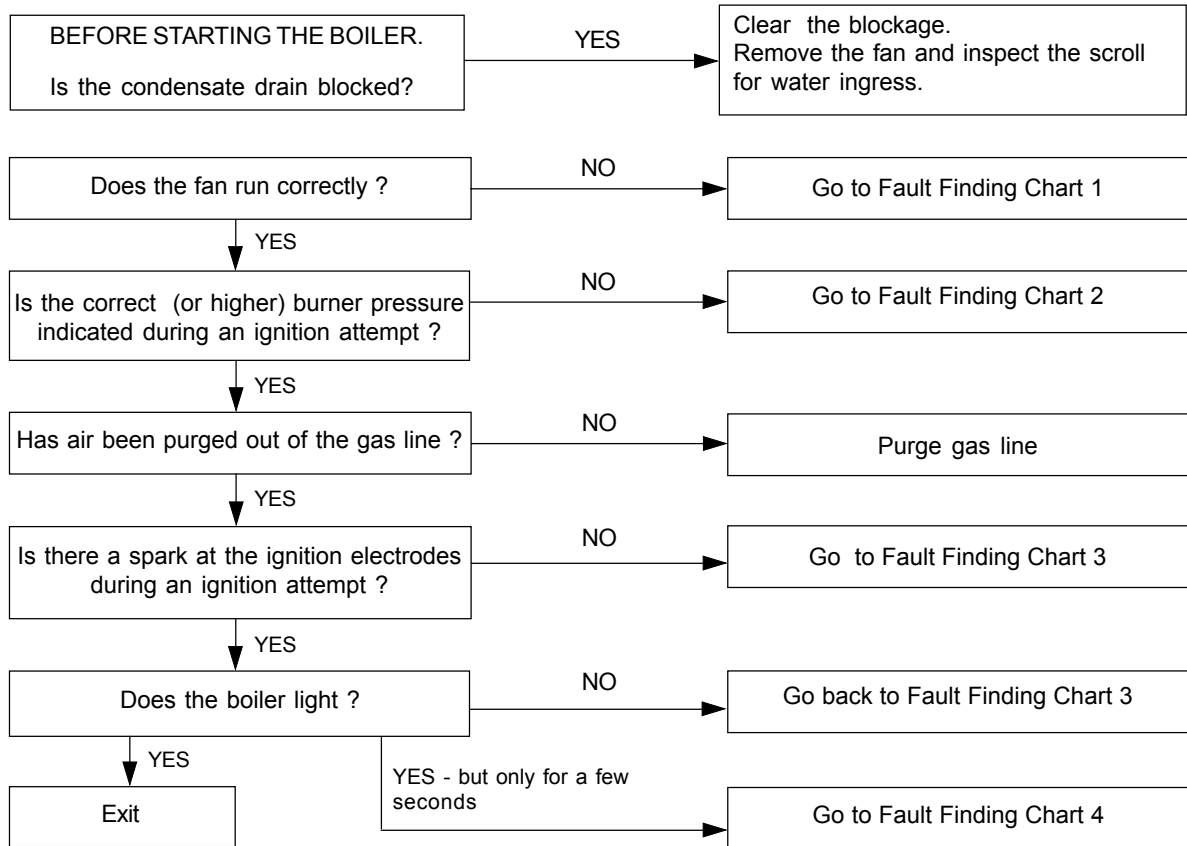 BEFORE STARTING THE BOILER.
Is the condensate drain blocked?
YES
Clear the blockage.
Remove the fan and inspect the scroll
for water ingress.
Does the fan run correctly ?
NO
Go to Fault Finding Chart 1
YES
Is the correct (or higher) burner pressure
indicated during an ignition attempt ?
NO
Go to Fault Finding Chart 2
YES
Has air been purged out of the gas line ?
NO
Purge gas line
YES
Is there a spark at the ignition electrodes
during an ignition attempt ?
NO
Go to Fault Finding Chart 3
YES
Does the boiler light ?
NO
Go back to Fault Finding Chart 3
YES
Exit
YES - but only for a few
seconds
Go to Fault Finding Chart 4